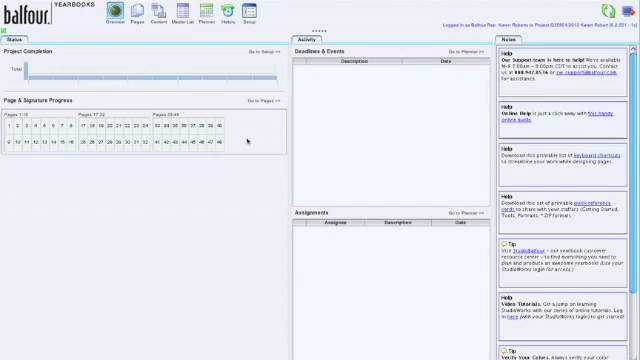 balfour. YEARBOOKS
Overview Pages Content Master List Planner History Setup
Status
Project Completion Go to Setup >>
Total
Page & Signature Progress Go to Pages >>
Pages 1-16 Pages 17-32 Pages 33-48
1 2 3 4 5 6 7 8 17 18 19 20 21 22 23 24 33 34 35 36 37 38 39 40
9 10 11 12 13 14 15 16 25 26 27 28 29 30 31 32 41 42 43 44 45 46 47 48
Activity
Deadlines & Events Go to Planner >>
Description Date
Assignments Go to Planner >>
Assignee Description Date
Notes
Help
Our Support team is here to help! We're available
M-F 7:00am - 6:00pm CDT to assist you. Contact
us at 800.947.8536 or
for assistance.
Help
Online Help is just a click away with this handy
online guide.
Help
Download this printable list of keyboard shortcuts
to streamline your work while designing pages.
Help
Download this set of printable quick reference
cards to share with your staffers (Getting Started,
Tools, Portraits, *.ZIP format).
Tip
Visit StudioBalfour - our yearbook customer
resource center - to find everything you need to
plan and produce an awesome yearbook! (Use your
StudioWorks login for access).
Help
Video Tutorials. Get a jump on learning
StudioWorks with our series of online tutorials. Log
in here (with your StudioWorks login) to get started!
Tip
Verify Your Colors. Always verify your color